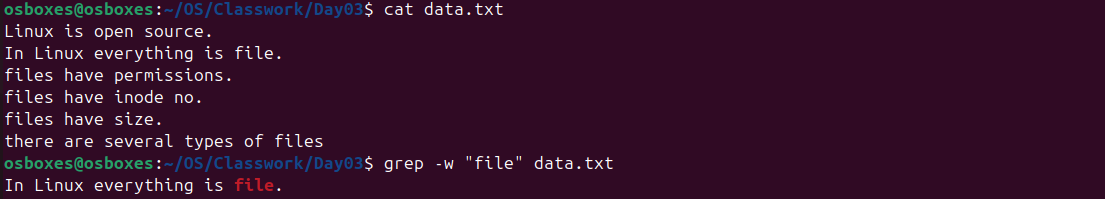 osboxes@osboxes:~/OS/Classwork/Day03$ cat data.txt
Linux is open source.
In Linux everything is file.
files have permissions.
files have inode no.
files have size.
there are several types of files
osboxes@osboxes:~/OS/Classwork/Day03$ grep -w "file" data.txt
In Linux everything is file.